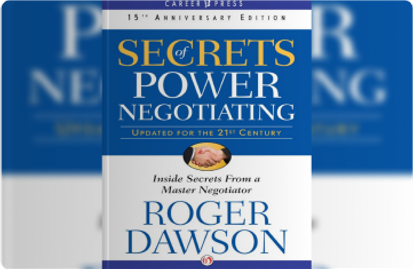 CAREER PRESS
15TH ANNIVERSARY EDITION
SECRETS
of
POWER
NEGOTIATING
UPDATED FOR THE 21ST CENTURY
Inside Secrets From a
Master Negotiator
ROGER
DAWSON